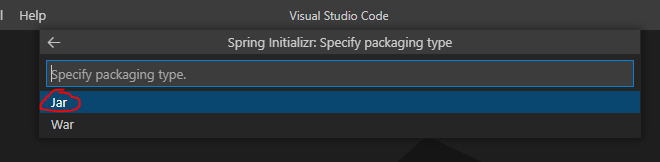 l Help Visual Studio Code
Spring Initializr: Specify packaging type
Specify packaging type.
Jar
War